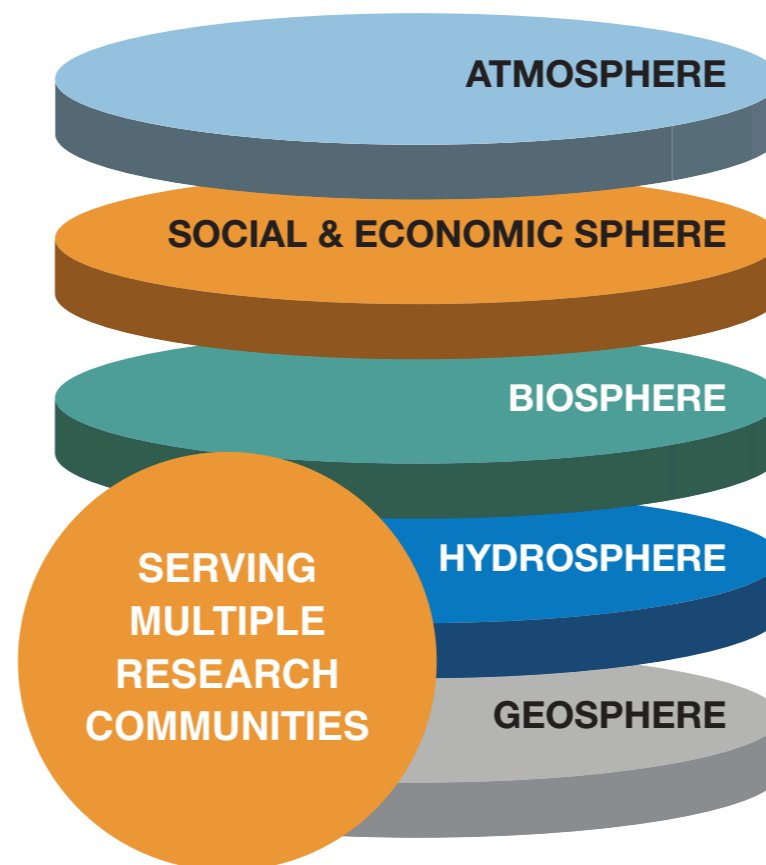 ATMOSPHERE
SOCIAL & ECONOMIC SPHERE
BIOSPHERE
HYDROSPHERE
GEOSPHERE
SERVING
MULTIPLE
RESEARCH
COMMUNITIES